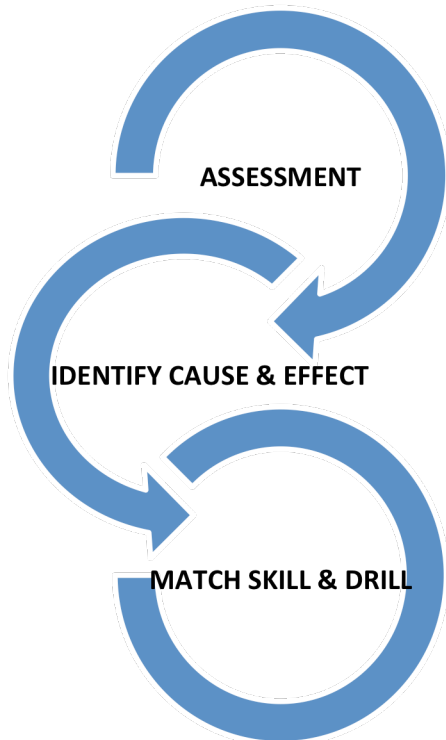 ASSESSMENT
IDENTIFY CAUSE & EFFECT
MATCH SKILL & DRILL